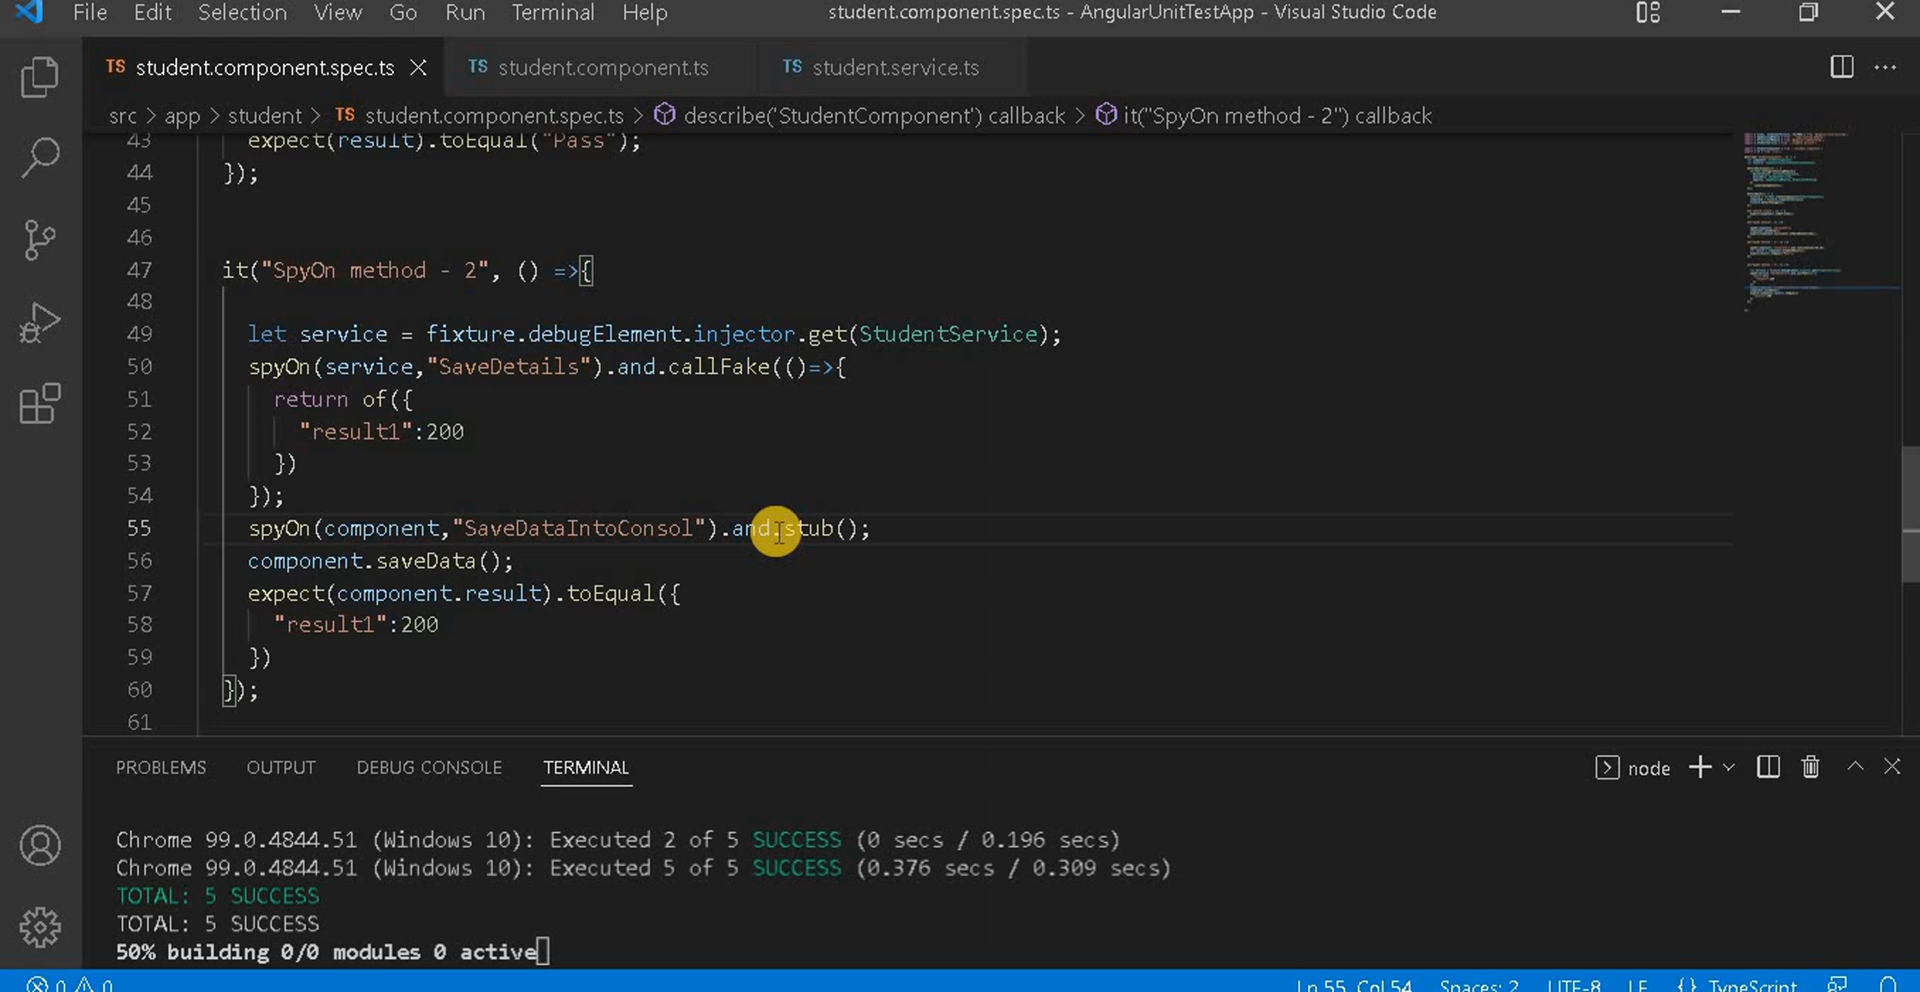 File Edit Selection View Go Run Terminal Help student.component.spec.ts - AngularUnitTestApp - Visual Studio Code
TS student.component.spec.ts TS student.component.ts TS student.service.ts
src > app > student > TS student.component.spec.ts > describe('StudentComponent') callback > it("SpyOn method - 2") callback
43 expect(result).toEqual("Pass");
44 });
45
46
47 it("SpyOn method - 2", () =>{
48
49 let service = fixture.debugElement.injector.get(StudentService);
50 spyOn(service,"SaveDetails").and.callFake(()=>{
51 return of({
52 "result1":200
53 })
54 });
55 spyOn(component,"SaveDataIntoConsol").and.stub();
56 component.saveData();
57 expect(component.result).toEqual({
58 "result1":200
59 })
60 });
61
PROBLEMS OUTPUT DEBUG CONSOLE TERMINAL node
Chrome 99.0.4844.51 (Windows 10): Executed 2 of 5 SUCCESS (0 secs / 0.196 secs)
Chrome 99.0.4844.51 (Windows 10): Executed 5 of 5 SUCCESS (0.376 secs / 0.309 secs)
TOTAL: 5 SUCCESS
TOTAL: 5 SUCCESS
50% building 0/0 modules 0 active
0 0 Ln 55, Col 54 Spaces: 2 UTF-8 LF {} TypeScript